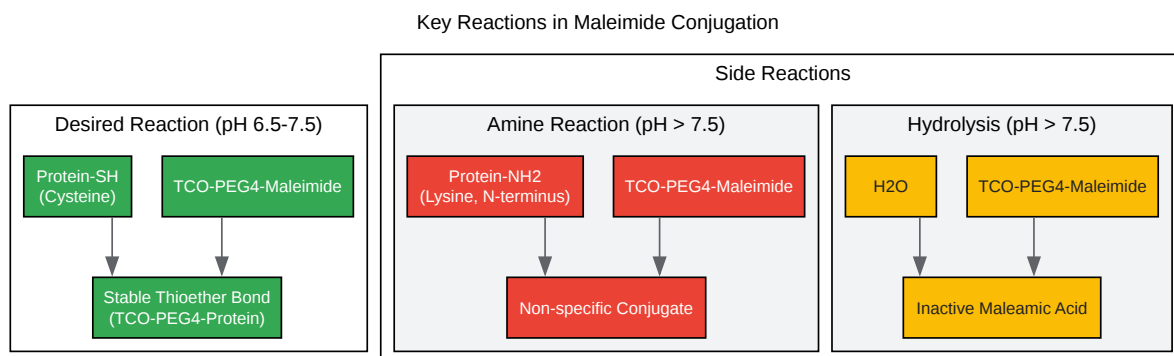 Key Reactions in Maleimide Conjugation
Side Reactions
Desired Reaction (pH 6.5-7.5)
Protein-SH
(Cysteine)
TCO-PEG4-Maleimide
Stable Thioether Bond
(TCO-PEG4-Protein)
Amine Reaction (pH > 7.5)
Protein-NH2
(Lysine, N-terminus)
TCO-PEG4-Maleimide
Non-specific Conjugate
Hydrolysis (pH > 7.5)
H2O
TCO-PEG4-Maleimide
Inactive Maleamic Acid